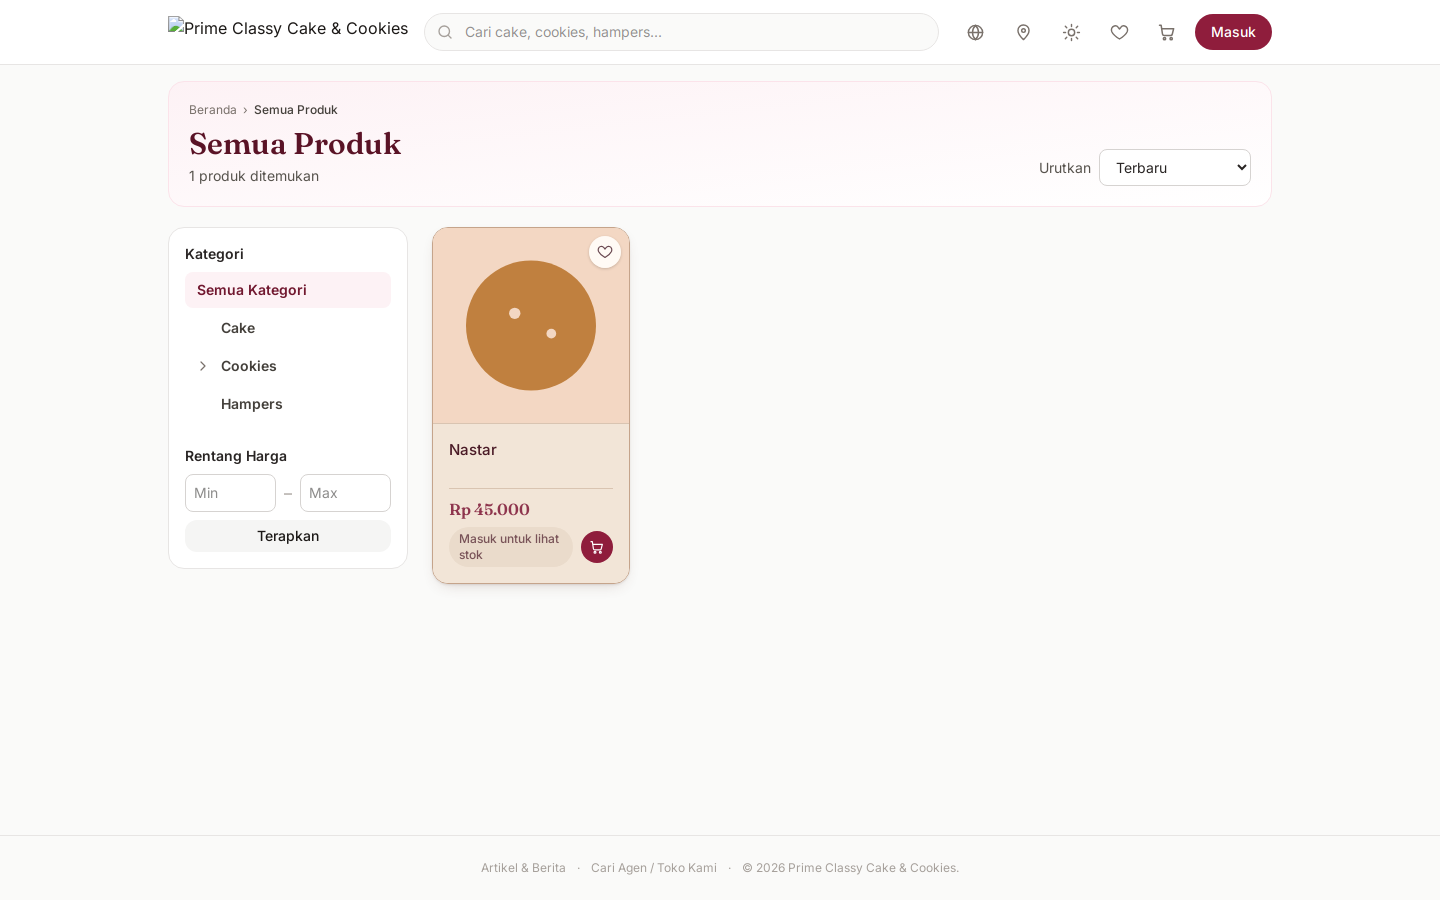 Prime Classy Cake & Cookies
Cari cake, cookies, hampers...
Masuk
Beranda › Semua Produk
Semua Produk
1 produk ditemukan
Urutkan
Terbaru
Kategori
Semua Kategori
Cake
Cookies
Hampers
Rentang Harga
Min – Max
Terapkan
Nastar
Rp 45.000
Masuk untuk lihat
stok
Artikel & Berita · Cari Agen / Toko Kami · © 2026 Prime Classy Cake & Cookies.